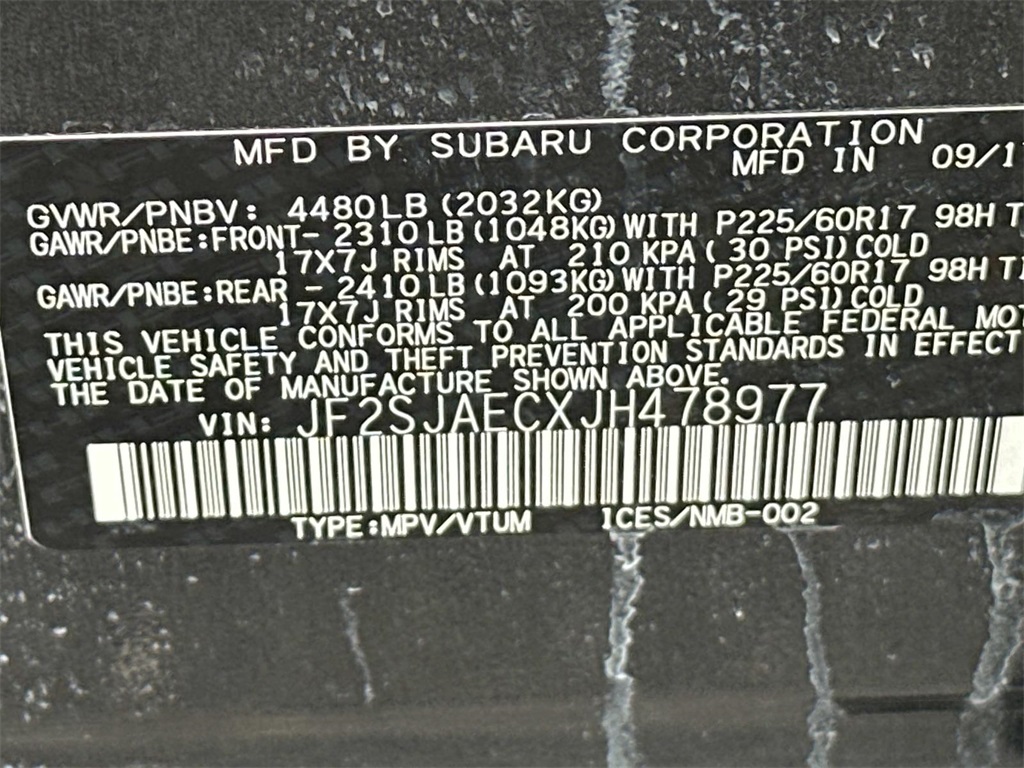 MFD BY SUBARU CORPORATION
MFD IN 09/1
GVWR/PNBV: 4480LB (2032KG)
GAWR/PNBE:FRONT- 2310LB(1048KG)WITH P225/60R17 98H T
17X7J RIMS AT 210 KPA( 30 PSI)COLD
GAWR/PNBE:REAR - 2410LB(1093KG)WITH P225/60R17 98H TI
17X7J RIMS AT 200 KPA( 29 PSI)COLD
THIS VEHICLE CONFORMS TO ALL APPLICABLE FEDERAL MOT
VEHICLE SAFETY AND THEFT PREVENTION STANDARDS IN EFFECT
THE DATE OF MANUFACTURE SHOWN ABOVE.
VIN: JF2SJAECXJH478977
TYPE:MPV/VTUM ICES/NMB-002